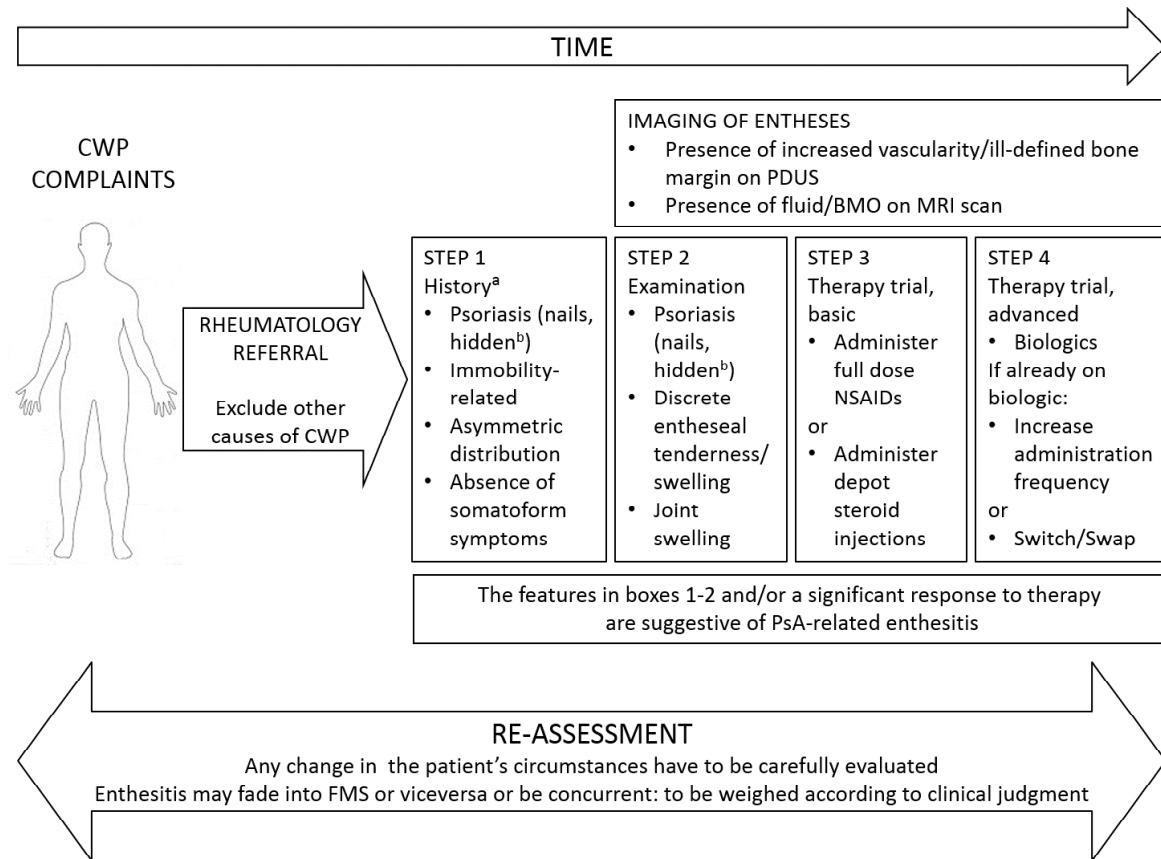 TIME
CWP
COMPLAINTS
RHEUMATOLOGY
REFERRAL
Exclude other
causes of CWP
IMAGING OF ENTHESES
• Presence of increased vascularity/ill-defined bone
margin on PDUS
• Presence of fluid/BMO on MRI scan
STEP 1
Historyᵃ
• Psoriasis (nails,
hiddenᵇ)
• Immobility-
related
• Asymmetric
distribution
• Absence of
somatoform
symptoms
STEP 2
Examination
• Psoriasis
(nails,
hiddenᵇ)
• Discrete
entheseal
tenderness/
swelling
• Joint
swelling
STEP 3
Therapy trial,
basic
• Administer
full dose
NSAIDs
or
• Administer
depot
steroid
injections
STEP 4
Therapy trial,
advanced
• Biologics
If already on
biologic:
• Increase
administration
frequency
or
• Switch/Swap
The features in boxes 1-2 and/or a significant response to therapy
are suggestive of PsA-related enthesitis
RE-ASSESSMENT
Any change in the patient's circumstances have to be carefully evaluated
Enthesitis may fade into FMS or viceversa or be concurrent: to be weighed according to clinical judgment